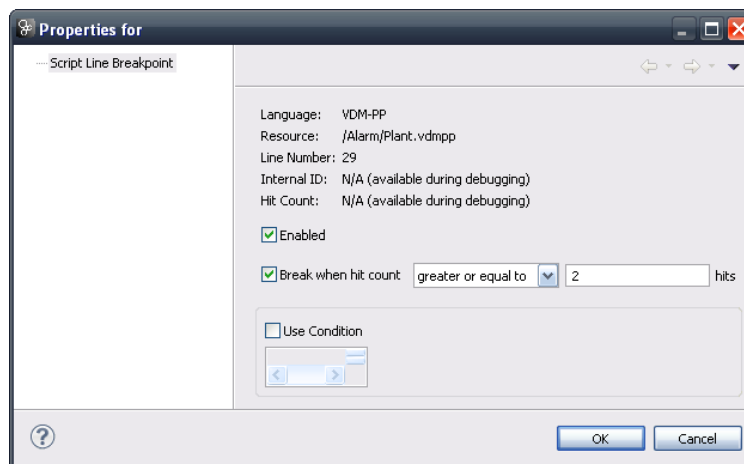 Properties for
Script Line Breakpoint
Language: VDM-PP
Resource: /Alarm/Plant.vdmpp
Line Number: 29
Internal ID: N/A (available during debugging)
Hit Count: N/A (available during debugging)
Enabled
Break when hit count greater or equal to 2 hits
Use Condition
? OK Cancel